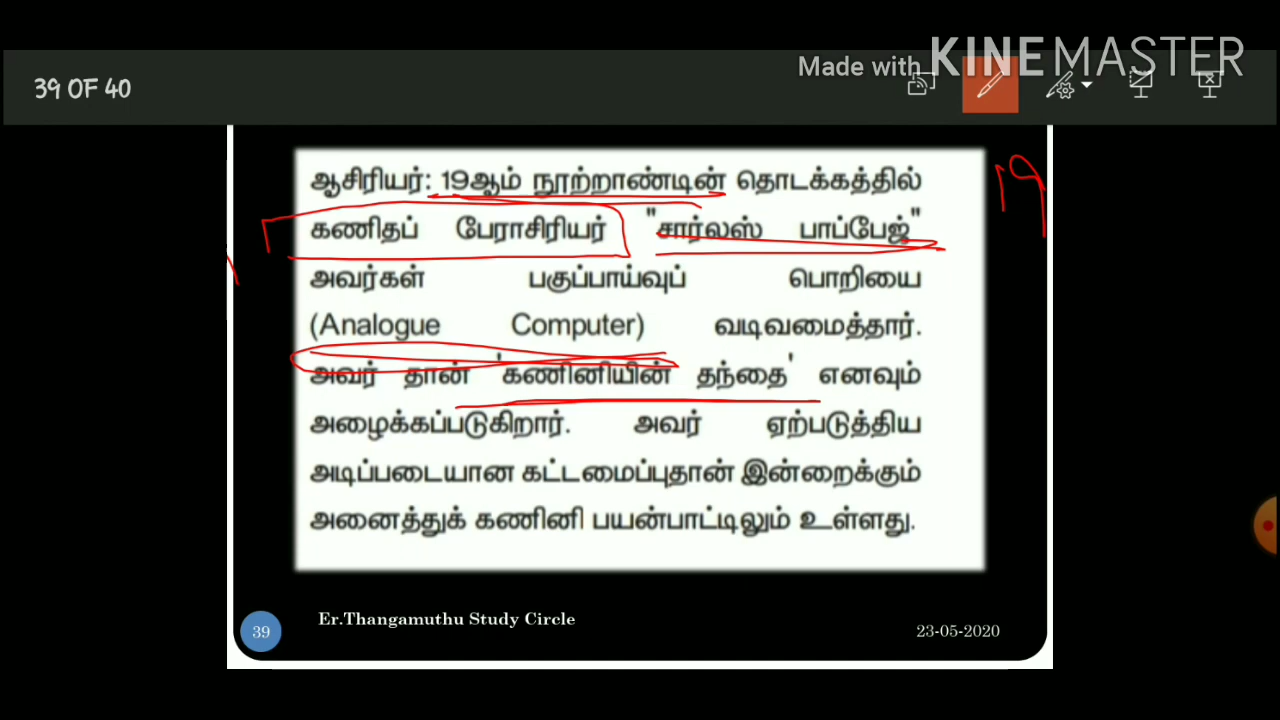 Made with KINEMASTER
39 OF 40
ஆசிரியர்: 19ஆம் நூற்றாண்டின் தொடக்கத்தில்
19
கணிதப் பேராசிரியர் "சார்லஸ் பாப்பேஜ்"
அவர்கள் பகுப்பாய்வுப் பொறியை
(Analogue Computer) வடிவமைத்தார்.
அவர் தான் 'கணினியின் தந்தை' எனவும்
அழைக்கப்படுகிறார். அவர் ஏற்படுத்திய
அடிப்படையான கட்டமைப்புதான் இன்றைக்கும்
அனைத்துக் கணினி பயன்பாட்டிலும் உள்ளது.
Er.Thangamuthu Study Circle
39
23-05-2020